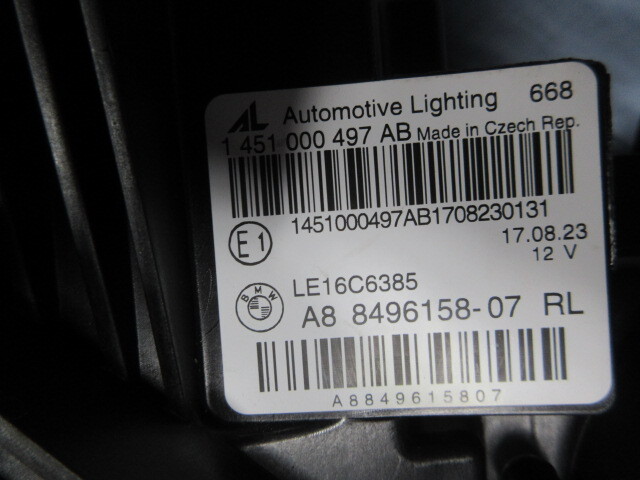 AL Automotive Lighting 668
1 451 000 497 AB Made in Czech Rep.
1451000497AB1708230131
E1
17.08.23
12 V
LE16C6385
BMW
A8 8496158-07 RL
A8849615807